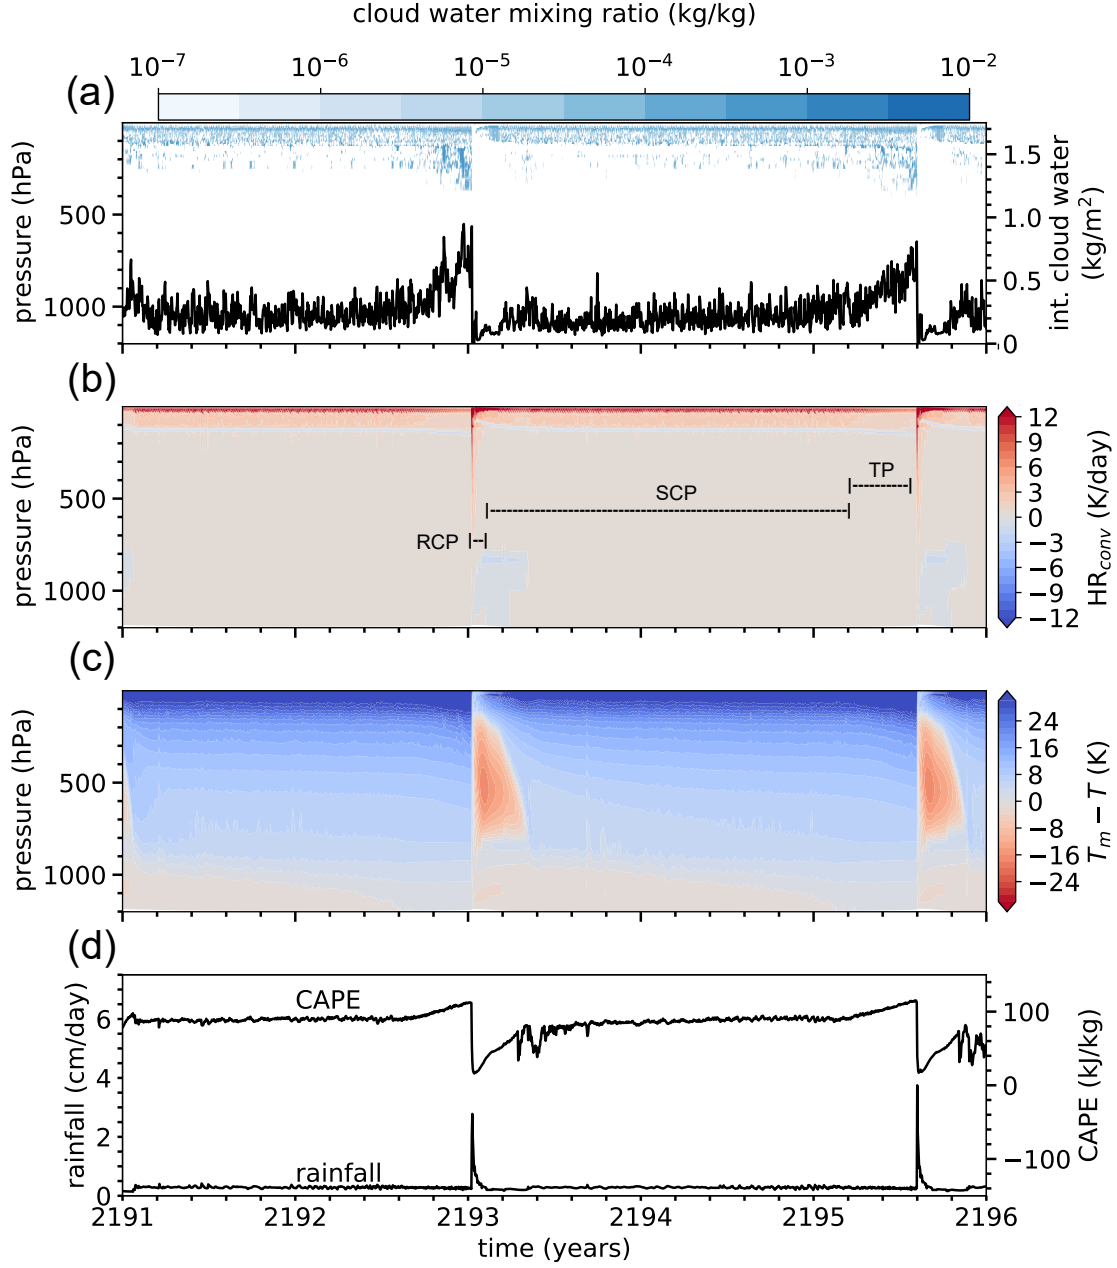 cloud water mixing ratio (kg/kg)
10⁻⁷ 10⁻⁶ 10⁻⁵ 10⁻⁴ 10⁻³ 10⁻²
(a)
pressure (hPa)
500
1000
1.5
1.0
0.5
0
int. cloud water
(kg/m²)
(b)
pressure (hPa)
500
1000
TP
SCP
RCP
12
9
6
3
0
−3
−6
−9
−12
HR_conv (K/day)
(c)
pressure (hPa)
500
1000
24
16
8
0
−8
−16
−24
T_m − T (K)
(d)
rainfall (cm/day)
6
4
2
0
CAPE
rainfall
100
0
−100
CAPE (kJ/kg)
2191 2192 2193 2194 2195 2196
time (years)